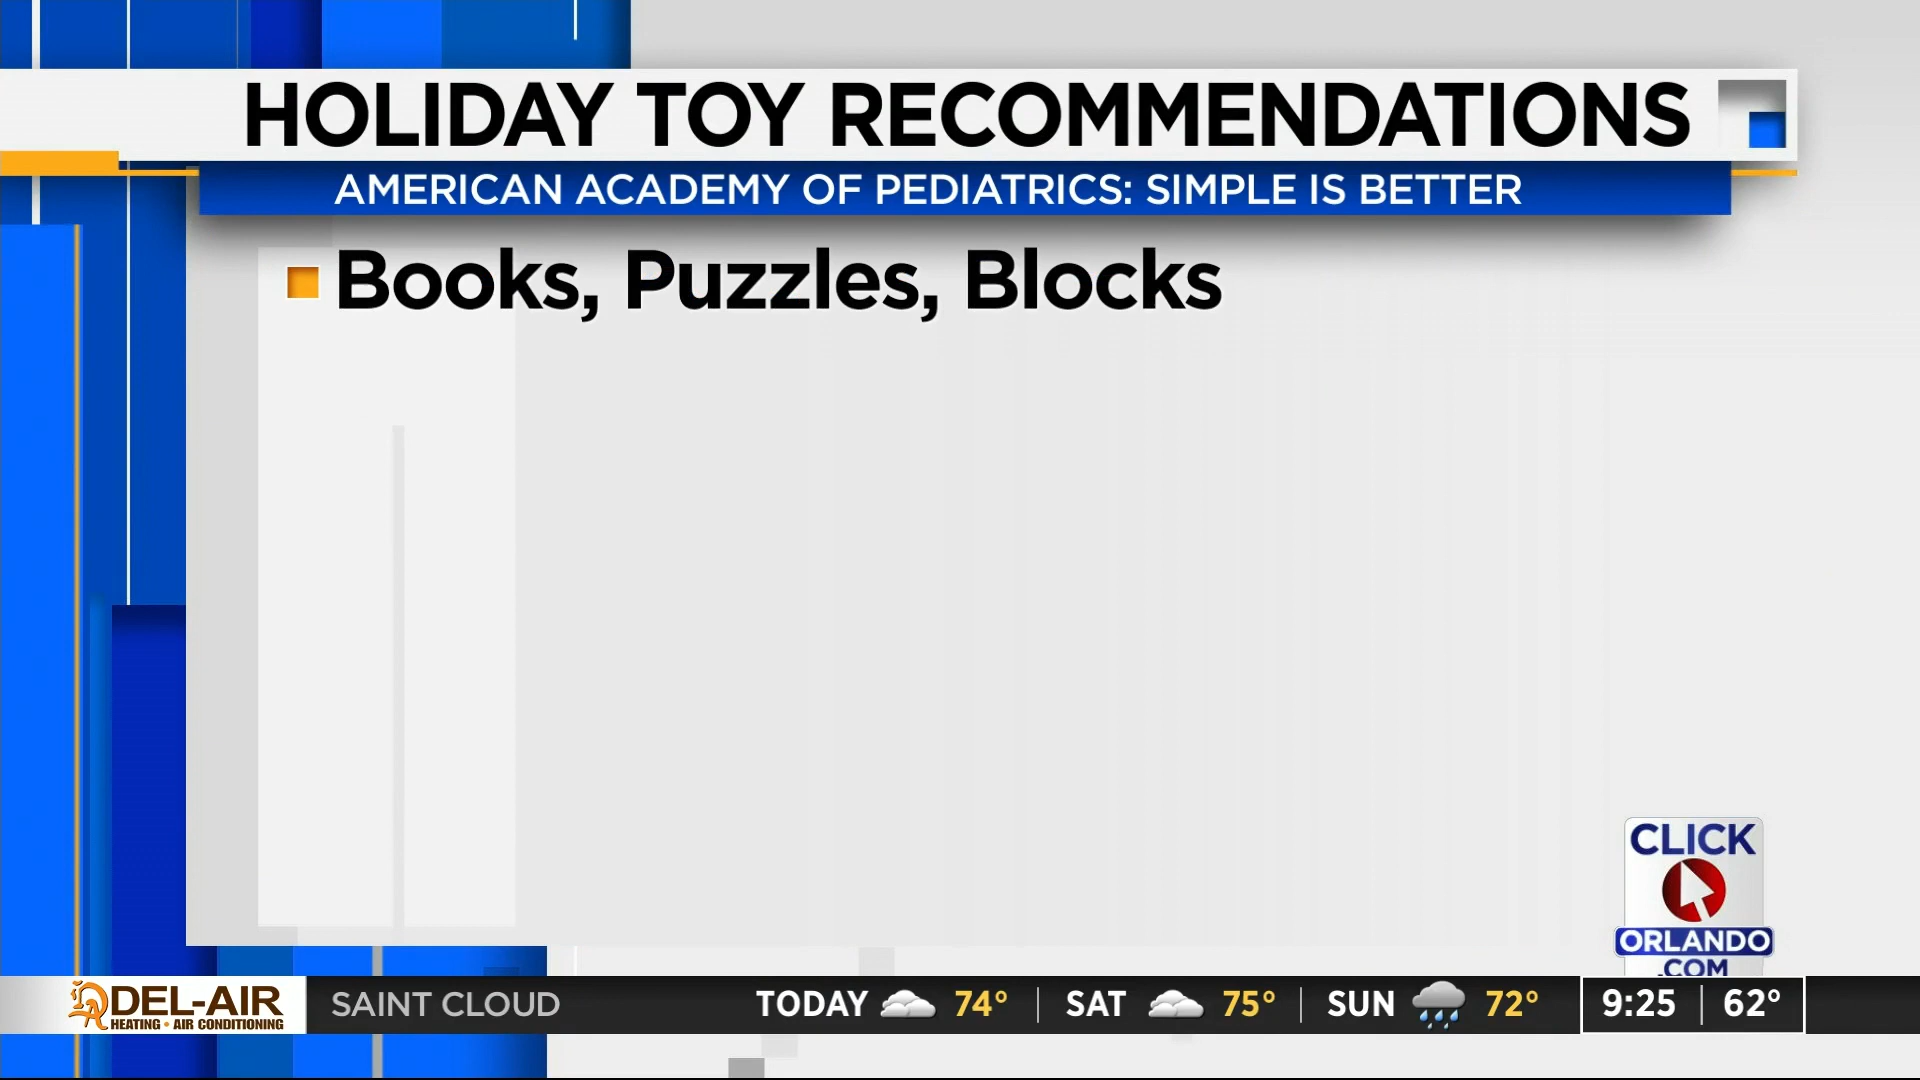 HOLIDAY TOY RECOMMENDATIONS
AMERICAN ACADEMY OF PEDIATRICS: SIMPLE IS BETTER
Books, Puzzles, Blocks
CLICK
ORLANDO
.COM
DEL-AIR
HEATING • AIR CONDITIONING
SAINT CLOUD
TODAY 74° SAT 75° SUN 72°
9:25 62°